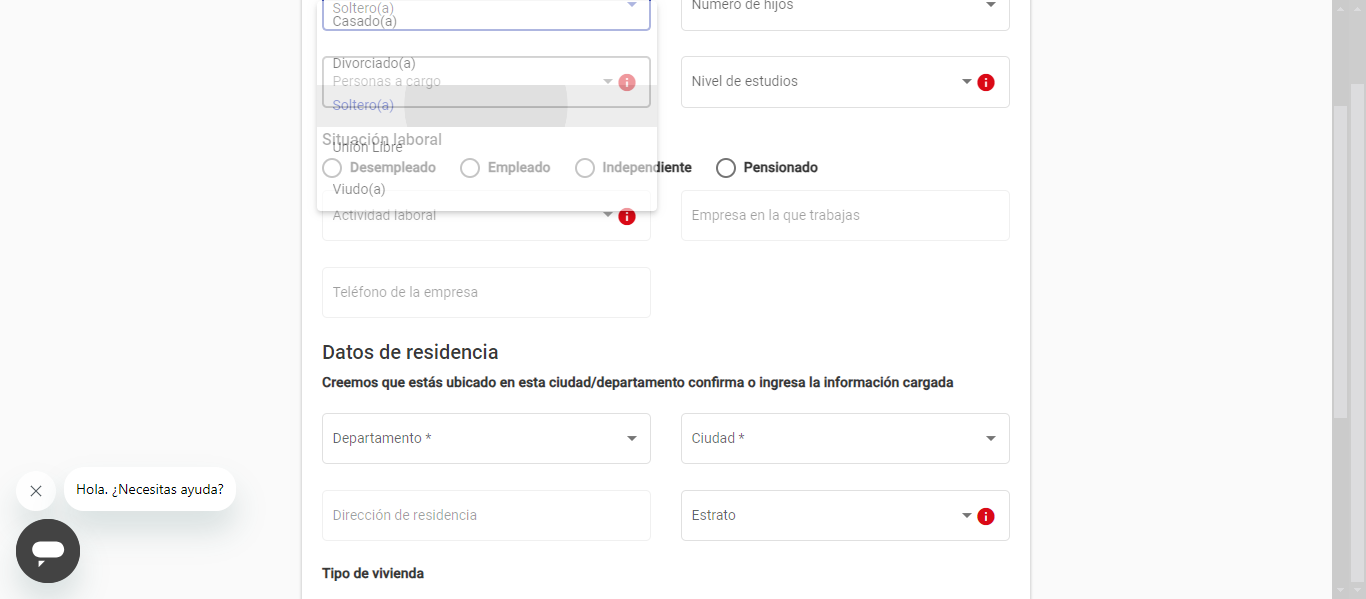 Soltero(a)
Número de hijos
Casado(a)
Divorciado(a)
Personas a cargo
Nivel de estudios
Soltero(a)
Situación laboral
Unión Libre
Desempleado Empleado Independiente Pensionado
Viudo(a)
Actividad laboral
Empresa en la que trabajas
Teléfono de la empresa
Datos de residencia
Creemos que estás ubicado en esta ciudad/departamento confirma o ingresa la información cargada
Departamento *
Ciudad *
Hola. ¿Necesitas ayuda?
Dirección de residencia
Estrato
Tipo de vivienda